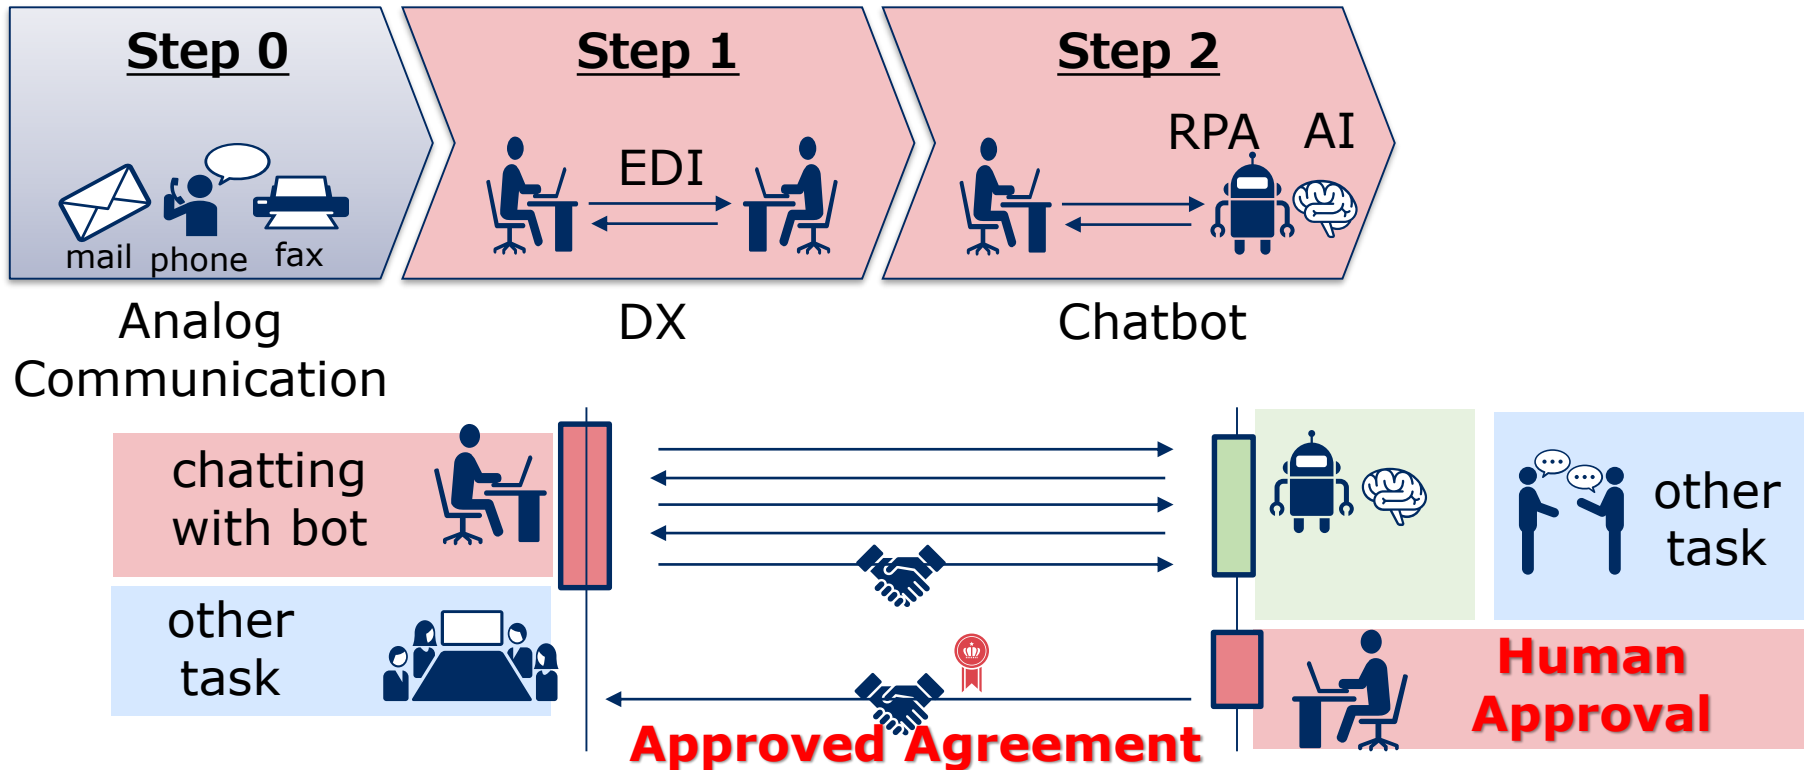 Step 0
Step 1
Step 2
RPA AI
EDI
mail phone fax
Analog
Communication
DX
Chatbot
chatting
with bot
other
task
other
task
Human
Approval
Approved Agreement